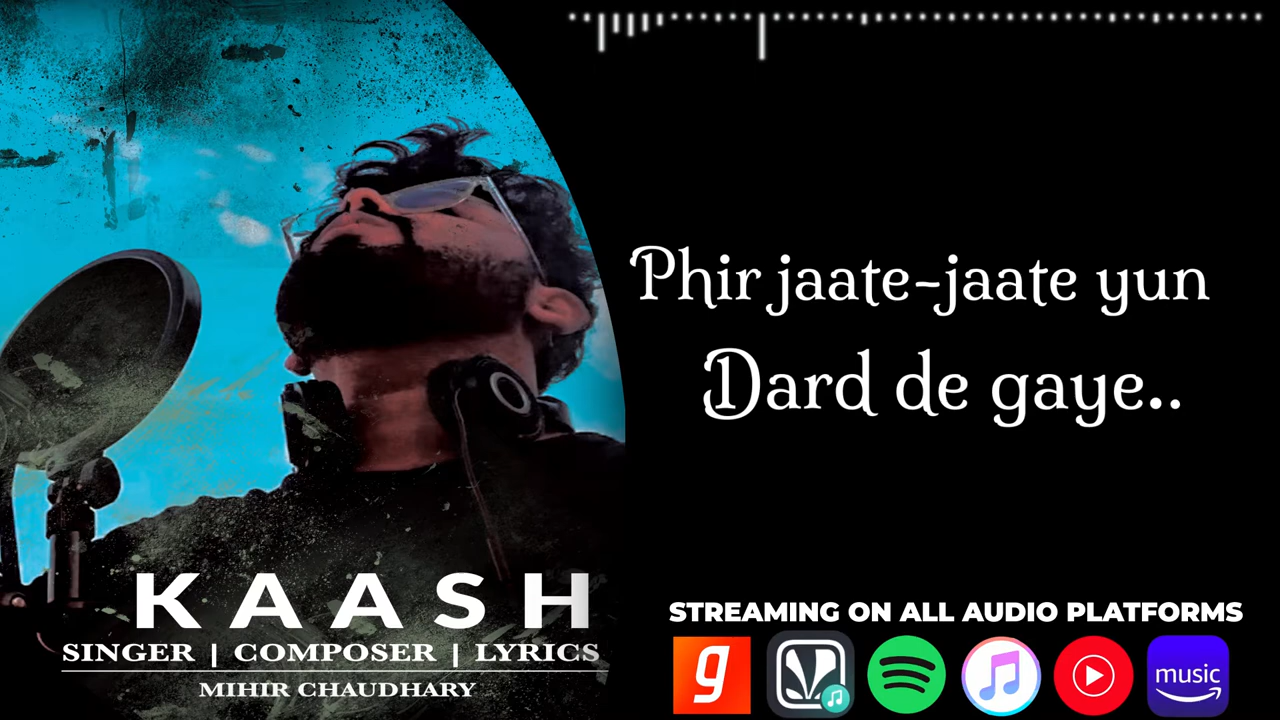 Phir jaate-jaate yun
Dard de gaye..
KAASH
SINGER | COMPOSER | LYRICS
MIHIR CHAUDHARY
STREAMING ON ALL AUDIO PLATFORMS
g
music